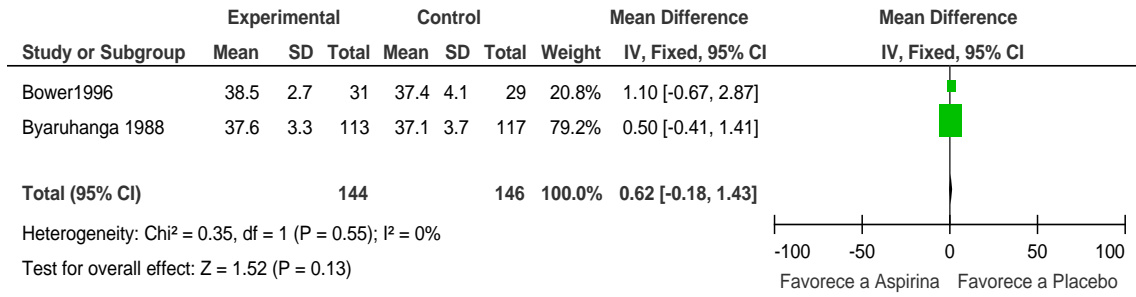 Experimental Control Mean Difference Mean Difference
Study or Subgroup Mean SD Total Mean SD Total Weight IV, Fixed, 95% CI IV, Fixed, 95% CI
Bower1996 38.5 2.7 31 37.4 4.1 29 20.8% 1.10 [-0.67, 2.87]
Byaruhanga 1988 37.6 3.3 113 37.1 3.7 117 79.2% 0.50 [-0.41, 1.41]
Total (95% CI) 144 146 100.0% 0.62 [-0.18, 1.43]
Heterogeneity: Chi² = 0.35, df = 1 (P = 0.55); I² = 0%
Test for overall effect: Z = 1.52 (P = 0.13)
-100 -50 0 50 100
Favorece a Aspirina Favorece a Placebo